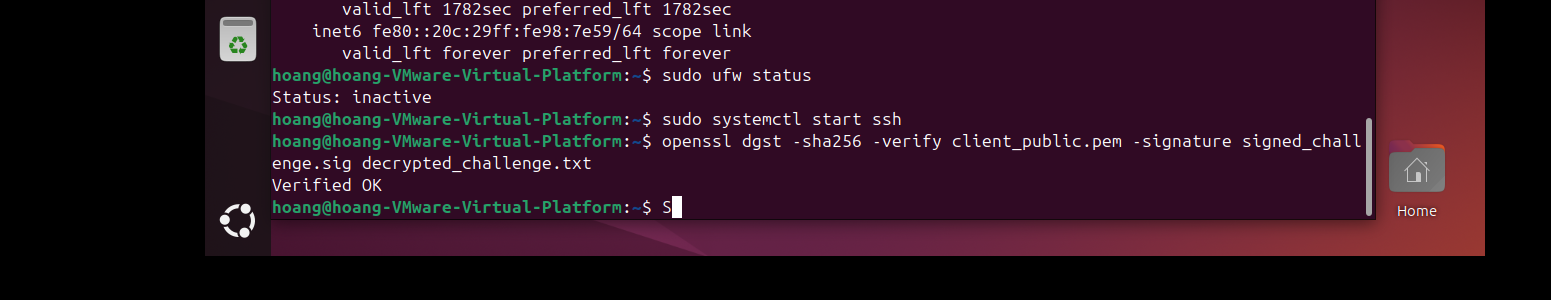 valid_lft 1782sec preferred_lft 1782sec
inet6 fe80::20c:29ff:fe98:7e59/64 scope link
valid_lft forever preferred_lft forever
hoang@hoang-VMware-Virtual-Platform:~$ sudo ufw status
Status: inactive
hoang@hoang-VMware-Virtual-Platform:~$ sudo systemctl start ssh
hoang@hoang-VMware-Virtual-Platform:~$ openssl dgst -sha256 -verify client_public.pem -signature signed_chall
enge.sig decrypted_challenge.txt
Verified OK
hoang@hoang-VMware-Virtual-Platform:~$ S
Home